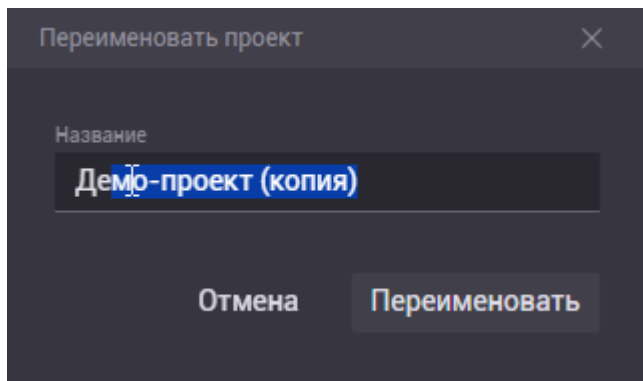 Переименовать проект
Название
Демо-проект (копия)
Отмена
Переименовать